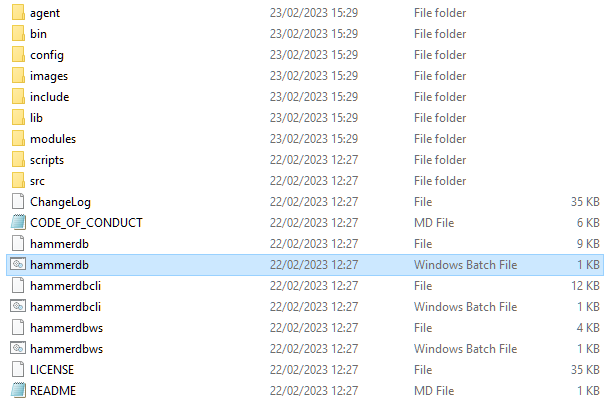 agent 23/02/2023 15:29 File folder
bin 23/02/2023 15:29 File folder
config 23/02/2023 15:29 File folder
images 23/02/2023 15:29 File folder
include 23/02/2023 15:29 File folder
lib 23/02/2023 15:29 File folder
modules 23/02/2023 15:29 File folder
scripts 22/02/2023 12:27 File folder
src 22/02/2023 12:27 File folder
ChangeLog 22/02/2023 12:27 File 35 KB
CODE_OF_CONDUCT 22/02/2023 12:27 MD File 6 KB
hammerdb 22/02/2023 12:27 File 9 KB
hammerdb 22/02/2023 12:27 Windows Batch File 1 KB
hammerdbcli 22/02/2023 12:27 File 12 KB
hammerdbcli 22/02/2023 12:27 Windows Batch File 1 KB
hammerdbws 22/02/2023 12:27 File 4 KB
hammerdbws 22/02/2023 12:27 Windows Batch File 1 KB
LICENSE 22/02/2023 12:27 File 35 KB
README 22/02/2023 12:27 MD File 1 KB